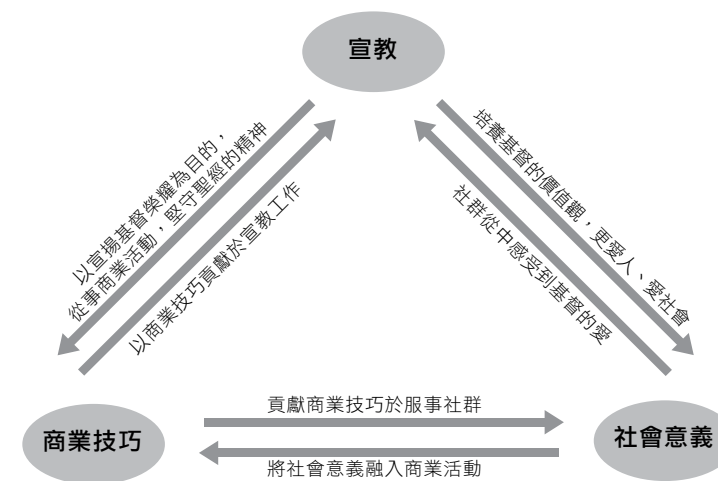 宣教
以宣揚基督榮耀為目的，
從事商業活動，堅守聖經的精神
以商業技巧貢獻於宣教工作
培養基督的價值觀，更愛人、愛社會
社群從中感受到基督的愛
商業技巧
貢獻商業技巧於服事社群
將社會意義融入商業活動
社會意義